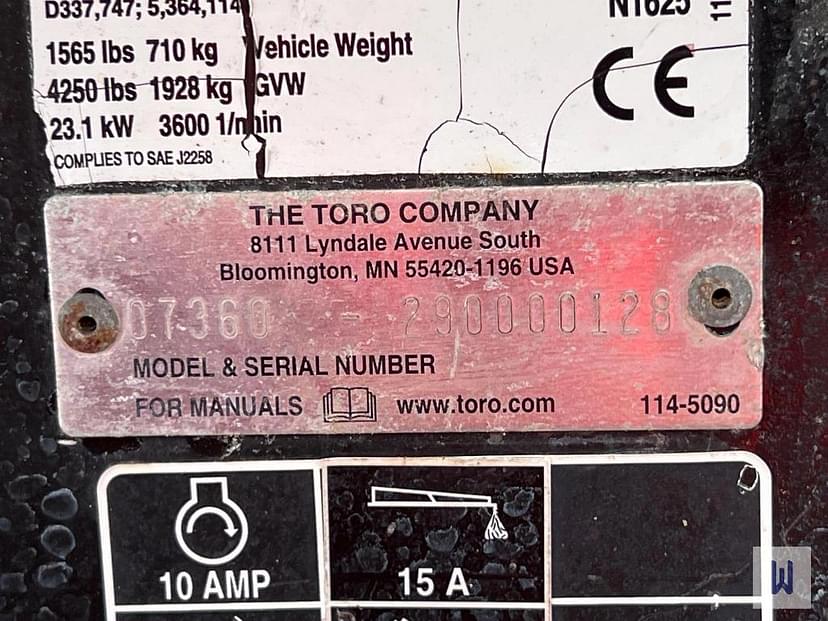 D337,747; 5,364,114
N1625
11
1565 lbs 710 kg Vehicle Weight
4250 lbs 1928 kg GVW
23.1 kW 3600 1/min
COMPLIES TO SAE J2258
CE
THE TORO COMPANY
8111 Lyndale Avenue South
Bloomington, MN 55420-1196 USA
07360 - 290000128
MODEL & SERIAL NUMBER
FOR MANUALS www.toro.com 114-5090
10 AMP
15 A
W